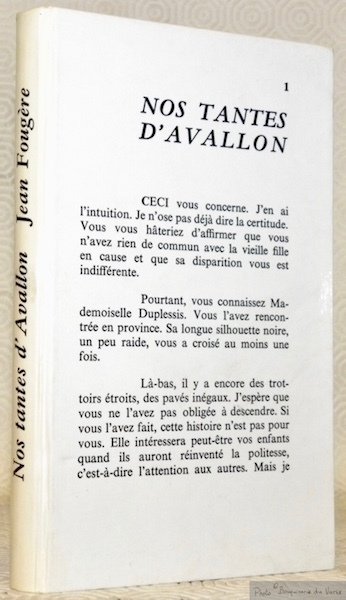 Nos tantes d'Avallon Jean Fougère
1
NOS TANTES
D'AVALLON
CECI vous concerne. J'en ai
l'intuition. Je n'ose pas déjà dire la certitude.
Vous vous hâteriez d'affirmer que vous
n'avez rien de commun avec la vieille fille
en cause et que sa disparition vous est
indifférente.
Pourtant, vous connaissez Ma-
demoiselle Duplessis. Vous l'avez rencon-
trée en province. Sa longue silhouette noire,
un peu raide, vous a croisé au moins une
fois.
Là-bas, il y a encore des trot-
toirs étroits, des pavés inégaux. J'espère que
vous ne l'avez pas obligée à descendre. Si
vous l'avez fait, cette histoire n'est pas pour
vous. Elle intéressera peut-être vos enfants
quand ils auront réinventé la politesse,
c'est-à-dire l'attention aux autres. Mais je
Photo © Bouquinerie du Varis